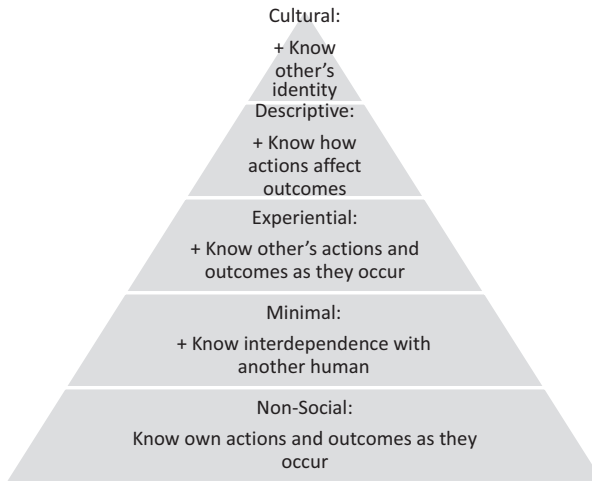 Cultural:
+ Know
other’s
identity
Descriptive:
+ Know how
actions affect
outcomes
Experiential:
+ Know other’s actions and
outcomes as they occur
Minimal:
+ Know interdependence with
another human
Non-Social:
Know own actions and outcomes as they
occur